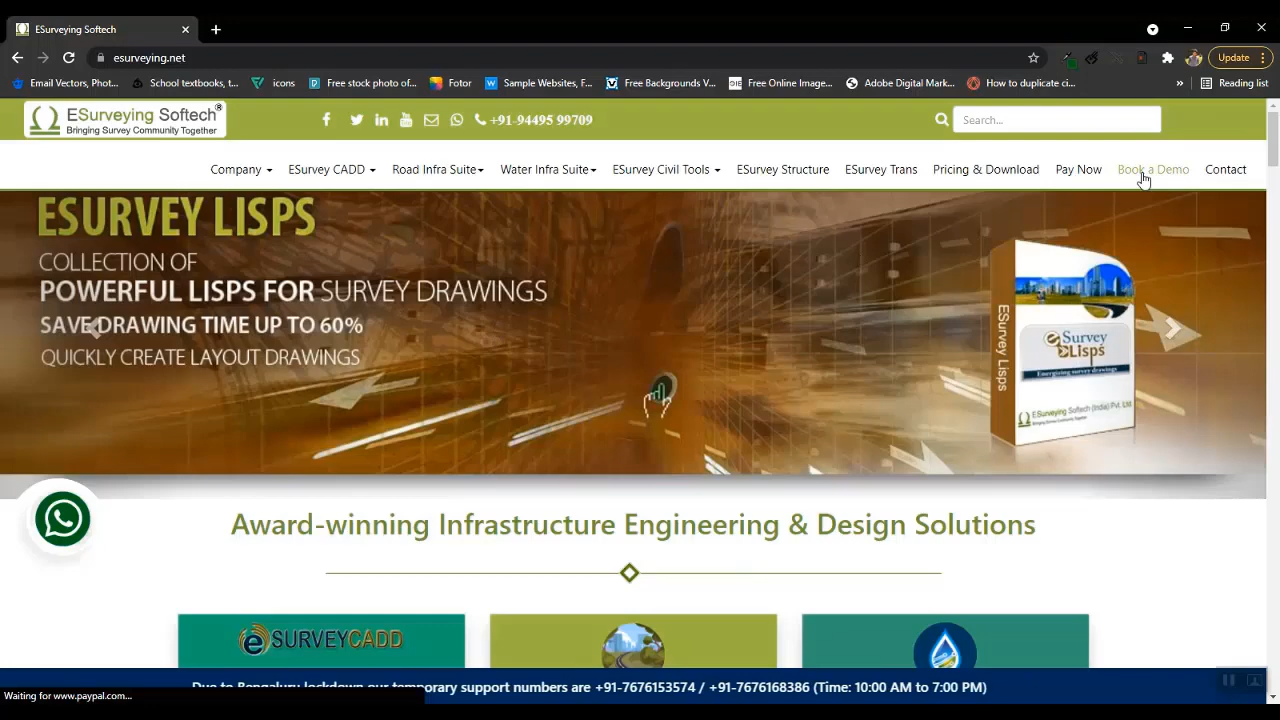 ESurveying Softech
esurveying.net
Update
Email Vectors, Phot...
School textbooks, t...
icons
Free stock photo of...
Fotor
Sample Websites, F...
Free Backgrounds V...
Free Online Image...
Adobe Digital Mark...
How to duplicate ci...
»
Reading list
ESurveying Softech®
Bringing Survey Community Together
+91-94495 99709
Search...
Company
ESurvey CADD
Road Infra Suite
Water Infra Suite
ESurvey Civil Tools
ESurvey Structure
ESurvey Trans
Pricing & Download
Pay Now
Book a Demo
Contact
ESURVEY LISPS
COLLECTION OF
POWERFUL LISPS FOR SURVEY DRAWINGS
SAVE DRAWING TIME UP TO 60%
QUICKLY CREATE LAYOUT DRAWINGS
ESurvey Lisps
eSurvey
Lisps
Energising survey drawings
ESurveying Softech (India) Pvt. Ltd.
Bringing Survey Community Together
Award-winning Infrastructure Engineering & Design Solutions
eSURVEYCADD
Due to Bengaluru lockdown our temporary support numbers are +91-7676153574 / +91-7676168386 (Time: 10:00 AM to 7:00 PM)
Waiting for www.paypal.com...